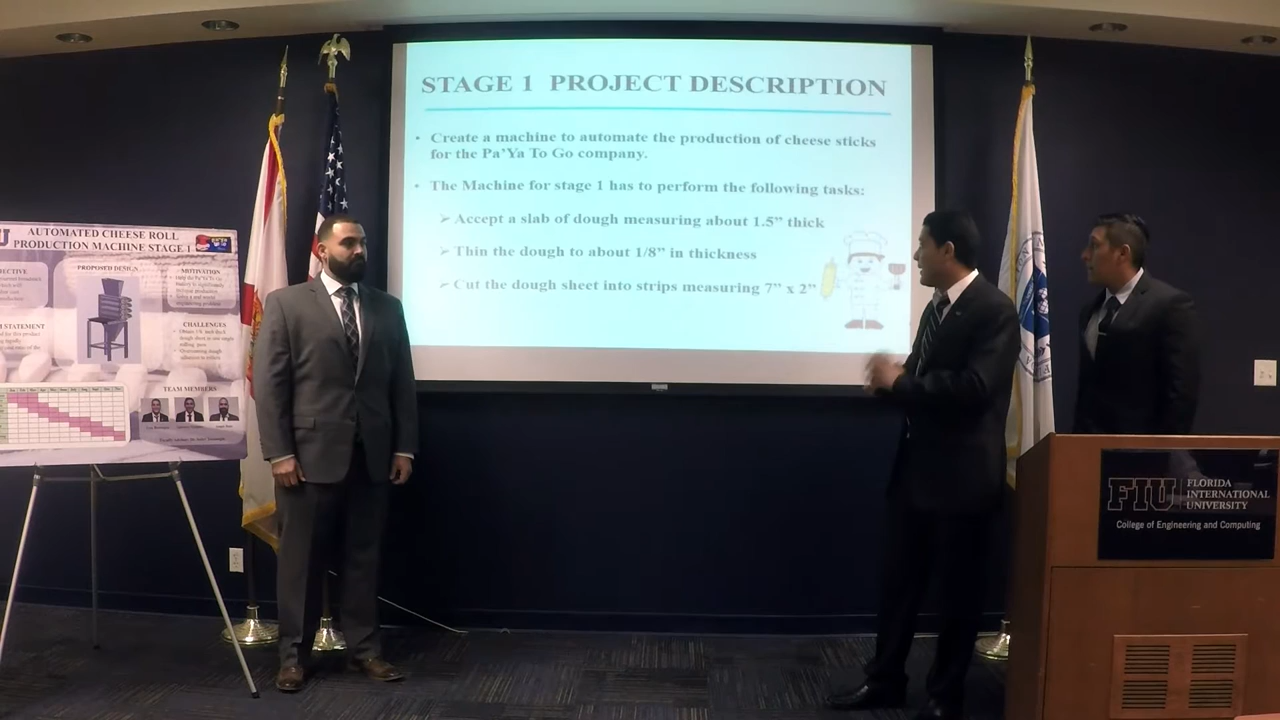 STAGE 1 PROJECT DESCRIPTION
• Create a machine to automate the production of cheese sticks
for the Pa'Ya To Go company.
• The Machine for stage 1 has to perform the following tasks:
➢ Accept a slab of dough measuring about 1.5” thick
➢ Thin the dough to about 1/8” in thickness
➢ Cut the dough sheet into strips measuring 7” x 2”
AUTOMATED CHEESE ROLL
PRODUCTION MACHINE STAGE 1
PROPOSED DESIGN
MOTIVATION
CHALLENGES
STATEMENT
TEAM MEMBERS
FIU
FLORIDA
INTERNATIONAL
UNIVERSITY
College of Engineering and Computing